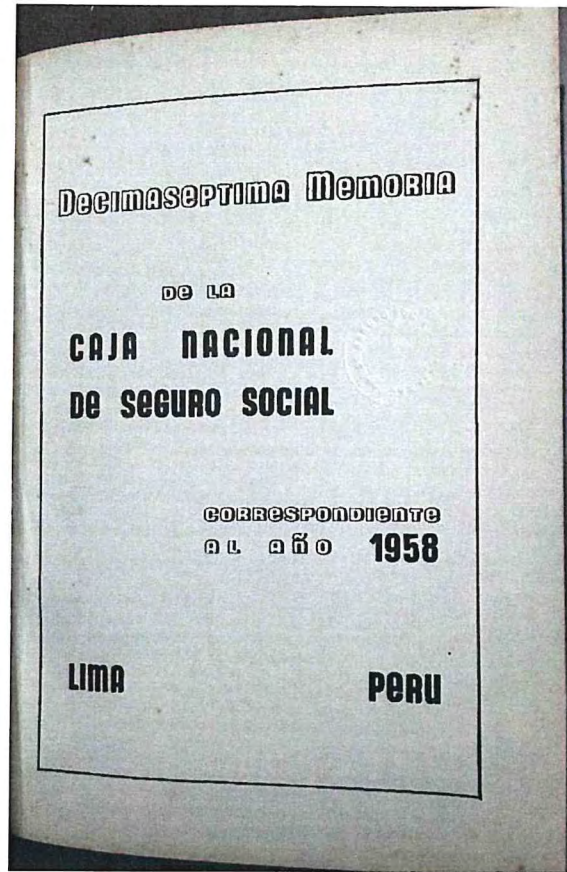 Decimaseptima Memoria
De La
CAJA NACIONAL
De SeGURO SOCIAL
CORResponDienTe
AL año 1958
LIMA PeRU